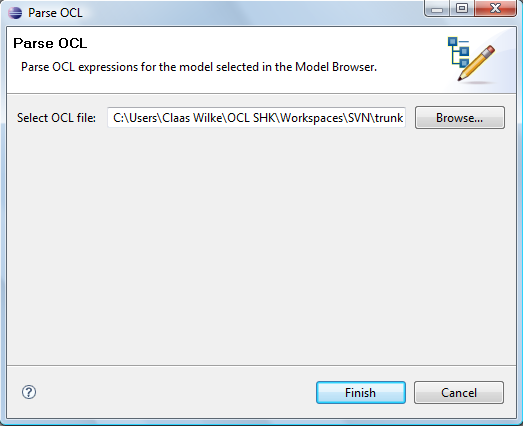 Parse OCL
Parse OCL
Parse OCL expressions for the model selected in the Model Browser.
Select OCL file: C:\Users\Claas Wilke\OCL SHK\Workspaces\SVN\trunk Browse...
? Finish Cancel